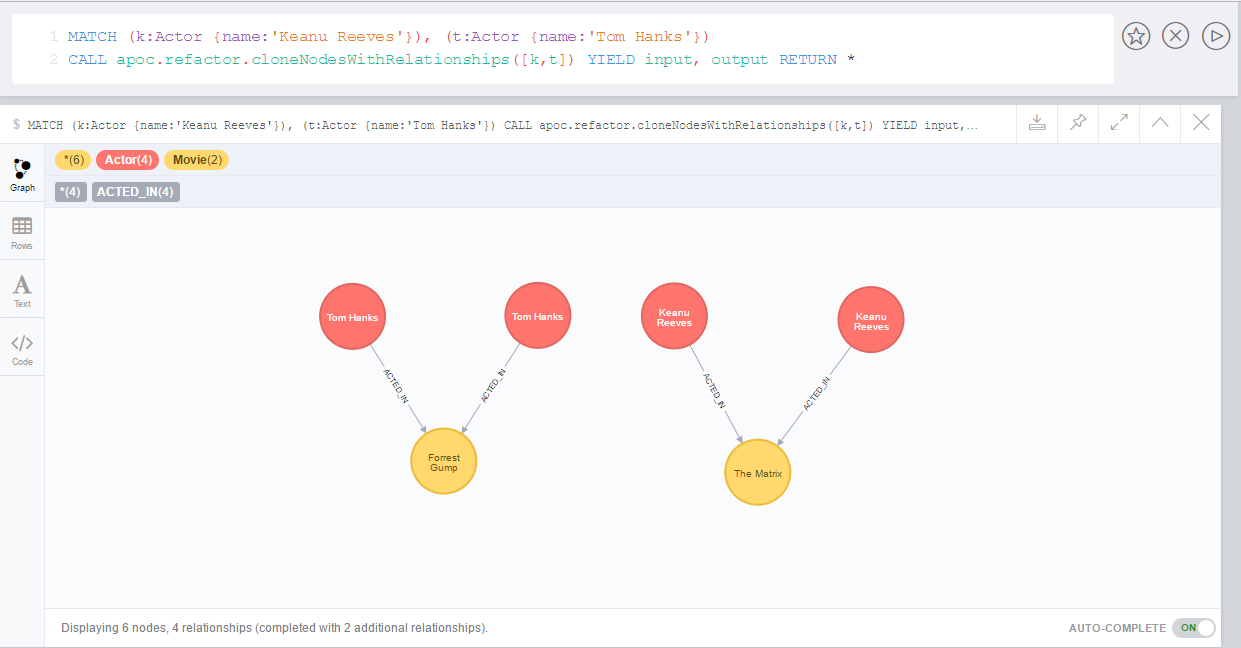 1 MATCH (k:Actor {name:'Keanu Reeves'}), (t:Actor {name:'Tom Hanks'})
2 CALL apoc.refactor.cloneNodesWithRelationships([k,t]) YIELD input, output RETURN *
$ MATCH (k:Actor {name:'Keanu Reeves'}), (t:Actor {name:'Tom Hanks'}) CALL apoc.refactor.cloneNodesWithRelationships([k,t]) YIELD input,...
*(6) Actor(4) Movie(2)
*(4) ACTED_IN(4)
Graph
Rows
Text
Code
Tom Hanks
Tom Hanks
Keanu
Reeves
Keanu
Reeves
ACTED_IN
ACTED_IN
ACTED_IN
ACTED_IN
Forrest
Gump
The Matrix
Displaying 6 nodes, 4 relationships (completed with 2 additional relationships).
AUTO-COMPLETE ON